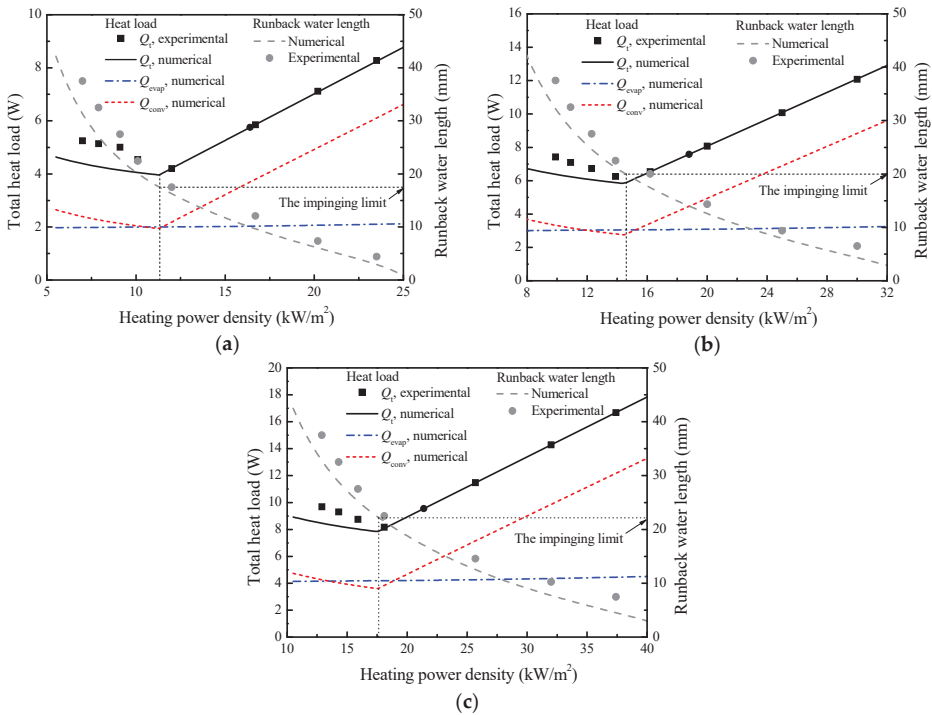 Heat load
Runback water length
Qt, experimental
Numerical
Qt, numerical
Experimental
Qevap, numerical
Qconv, numerical
The impinging limit
Total heat load (W)
10
8
6
4
2
0
50
40
30
20
10
0
Runback water length (mm)
5
10
15
20
25
Heating power density (kW/m²)
(a)
Heat load
Runback water length
Qt, experimental
Numerical
Qt, numerical
Experimental
Qevap, numerical
Qconv, numerical
The impinging limit
Total heat load (W)
16
14
12
10
8
6
4
2
0
50
40
30
20
10
0
Runback water length (mm)
8
12
16
20
24
28
32
Heating power density (kW/m²)
(b)
Heat load
Runback water length
Qt, experimental
Numerical
Qt, numerical
Experimental
Qevap, numerical
Qconv, numerical
The impinging limit
Total heat load (W)
20
18
16
14
12
10
8
6
4
2
0
50
40
30
20
10
0
Runback water length (mm)
10
15
20
25
30
35
40
Heating power density (kW/m²)
(c)